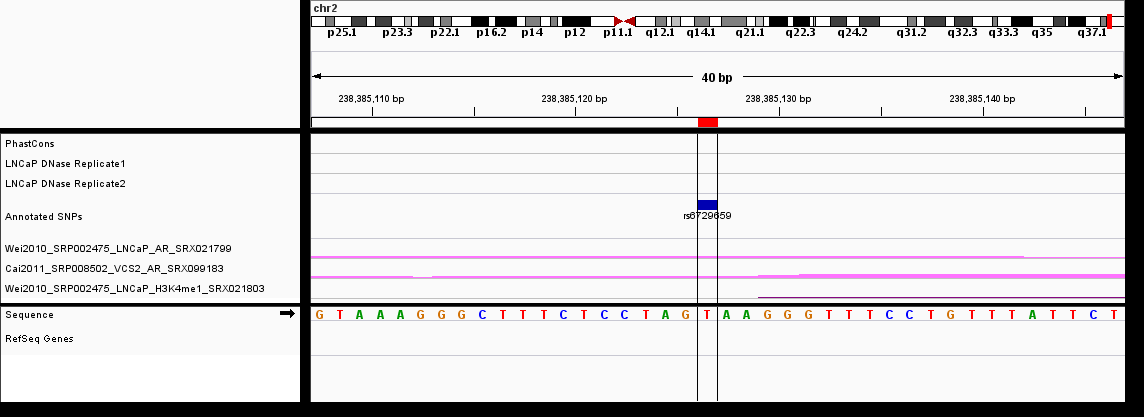 chr2
p25.1 p23.3 p22.1 p16.2 p14 p12 p11.1 q12.1 q14.1 q21.1 q22.3 q24.2 q31.2 q32.3 q33.3 q35 q37.1
40 bp
238,385,110 bp 238,385,120 bp 238,385,130 bp 238,385,140 bp
PhastCons
LNCaP DNase Replicate1
LNCaP DNase Replicate2
Annotated SNPs
rs6729659
Wei2010_SRP002475_LNCaP_AR_SRX021799
Cai2011_SRP008502_VCS2_AR_SRX099183
Wei2010_SRP002475_LNCaP_H3K4me1_SRX021803
Sequence G T A A A G G G C T T T C T C C T A G T A A G G G T T T C C T G T T T A T T C T
RefSeq Genes